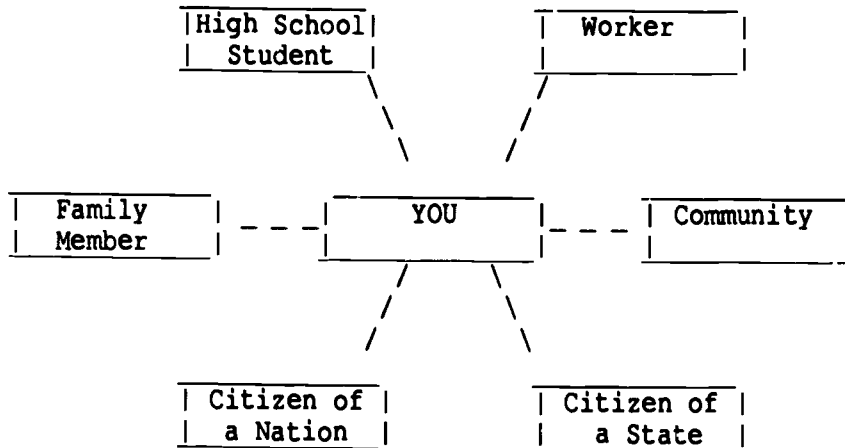 High School Student
Worker
Family Member
YOU
Community
Citizen of a Nation
Citizen of a State